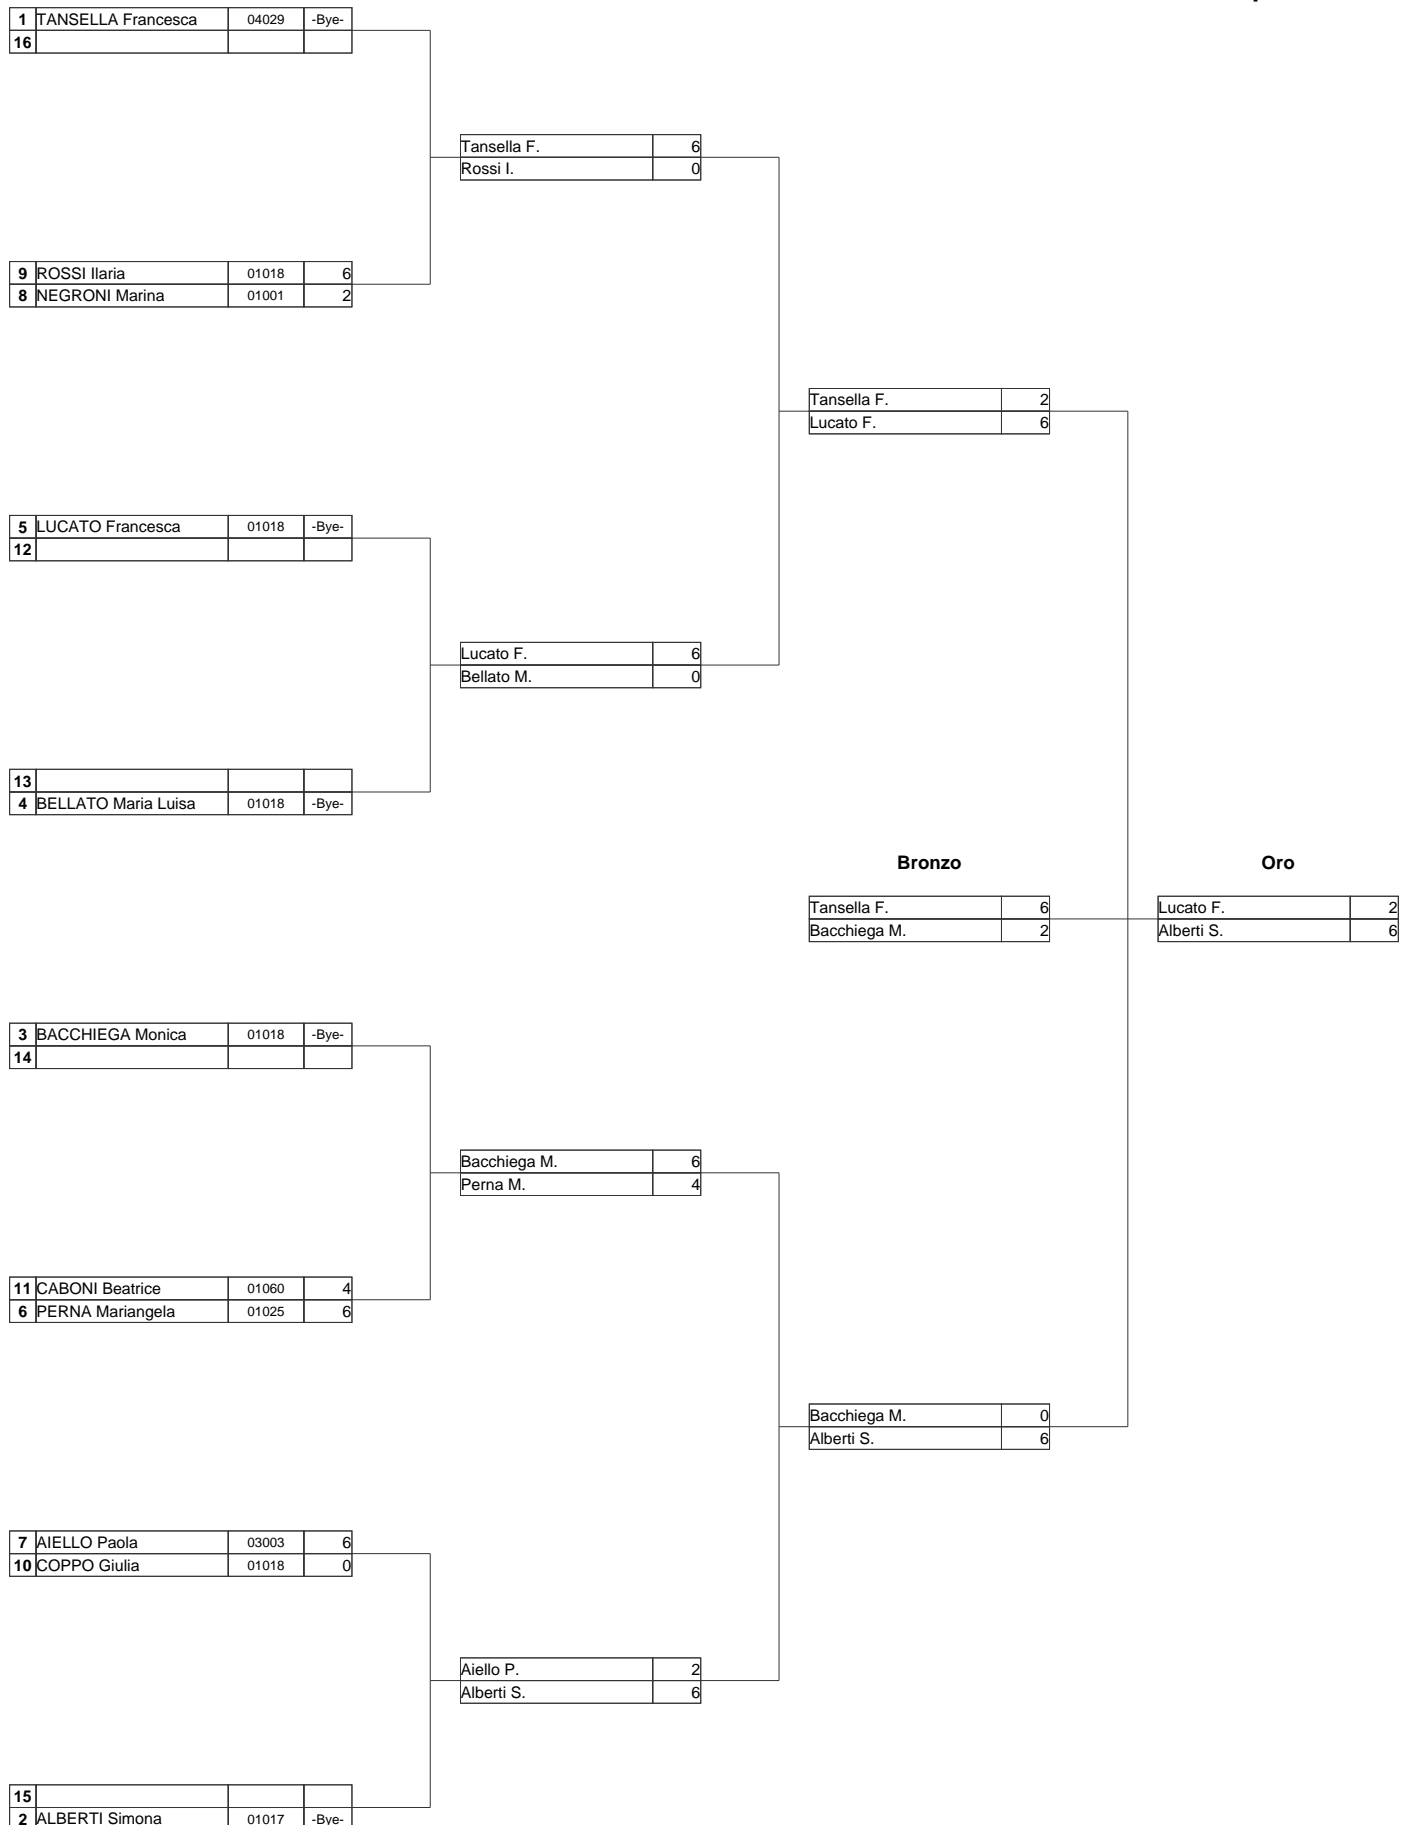 1 TANSELLA Francesca 04029 -Bye-
16
Tansella F. 6
Rossi I. 0
9 ROSSI Ilaria 01018 6
8 NEGRONI Marina 01001 2
Tansella F. 2
Lucato F. 6
5 LUCATO Francesca 01018 -Bye-
12
Lucato F. 6
Bellato M. 0
13
4 BELLATO Maria Luisa 01018 -Bye-
Bronzo Oro
Tansella F. 6 Lucato F. 2
Bacchiega M. 2 Alberti S. 6
3 BACCHIEGA Monica 01018 -Bye-
14
Bacchiega M. 6
Perna M. 4
11 CABONI Beatrice 01060 4
6 PERNA Mariangela 01025 6
Bacchiega M. 0
Alberti S. 6
7 AIELLO Paola 03003 6
10 COPPO Giulia 01018 0
Aiello P. 2
Alberti S. 6
15
2 ALBERTI Simona 01017 -Bye-